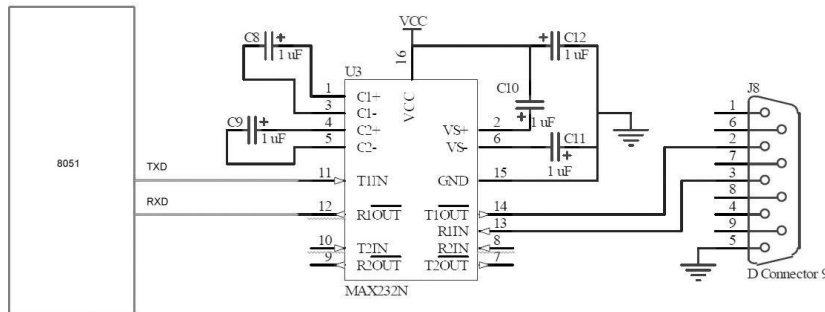 VCC
C8
1 uF
16
C12
1 uF
U3
C10
1 uF
J8
1
C1+
VCC
1
3
C1-
6
C9
1 uF
4
C2+
VS+
2
C11
1 uF
2
5
C2-
VS-
6
7
8051
TXD
11
T1IN
GND
15
3
8
RXD
12
R1OUT
T1OUT
14
4
R1IN
13
9
10
T2IN
R2IN
8
5
9
R2OUT
T2OUT
7
MAX232N
D Connector 9